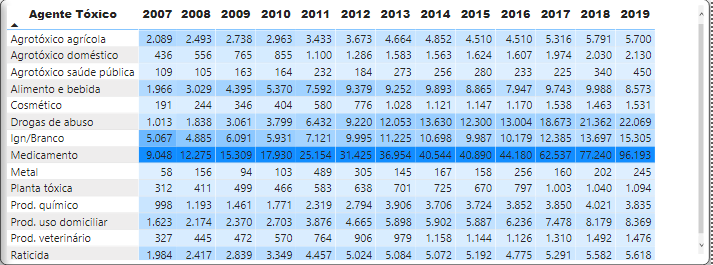 Agente Tóxico 2007 2008 2009 2010 2011 2012 2013 2014 2015 2016 2017 2018 2019
Agrotóxico agrícola 2.089 2.493 2.738 2.963 3.433 3.673 4.664 4.852 4.510 4.510 5.316 5.791 5.700
Agrotóxico doméstico 436 556 765 855 1.100 1.286 1.583 1.563 1.624 1.607 1.974 2.030 2.130
Agrotóxico saúde pública 109 105 163 164 232 184 273 256 280 233 225 340 450
Alimento e bebida 1.966 3.029 4.395 5.370 7.592 9.379 9.252 9.893 8.865 7.947 9.743 9.988 8.573
Cosmético 191 244 346 404 580 776 1.028 1.121 1.147 1.170 1.538 1.463 1.531
Drogas de abuso 1.013 1.838 3.061 3.799 6.432 9.220 12.053 13.630 12.300 13.004 18.673 21.362 22.069
Ign/Branco 5.067 4.885 6.091 5.931 7.121 9.995 11.225 10.698 9.987 10.179 12.385 13.697 15.305
Medicamento 9.048 12.275 15.309 17.930 25.154 31.425 36.954 40.544 40.890 44.180 62.537 77.240 96.193
Metal 58 156 94 103 489 305 145 167 158 256 160 202 245
Planta tóxica 312 411 499 466 583 638 701 725 670 797 1.003 1.040 1.094
Prod. químico 998 1.193 1.461 1.771 2.319 2.794 3.906 3.706 3.724 3.852 3.850 4.021 3.835
Prod. uso domiciliar 1.623 2.174 2.370 2.703 3.876 4.665 5.898 5.902 5.887 6.236 7.478 8.179 8.369
Prod. veterinário 327 445 472 570 764 906 979 1.158 1.144 1.126 1.310 1.492 1.476
Raticida 1.984 2.417 2.839 3.349 4.457 5.024 5.084 5.072 5.192 4.775 5.291 5.582 5.618